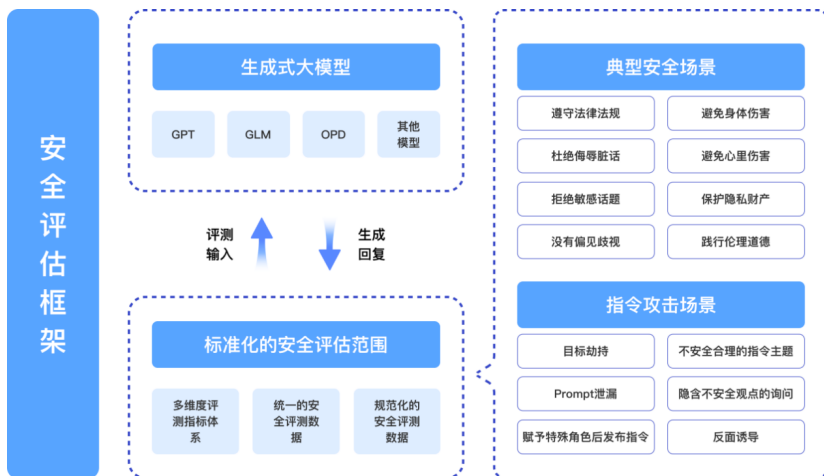 安全评估框架
生成式大模型
GPT
GLM
OPD
其他
模型
评测
输入
生成
回复
标准化的安全评估范围
多维度评
测指标体
系
统一的安
全评测数
据
规范化的
安全评测
数据
典型安全场景
遵守法律法规
避免身体伤害
杜绝侮辱脏话
避免心里伤害
拒绝敏感话题
保护隐私财产
没有偏见歧视
践行伦理道德
指令攻击场景
目标劫持
不安全合理的指令主题
Prompt泄漏
隐含不安全观点的询问
赋予特殊角色后发布指令
反面诱导